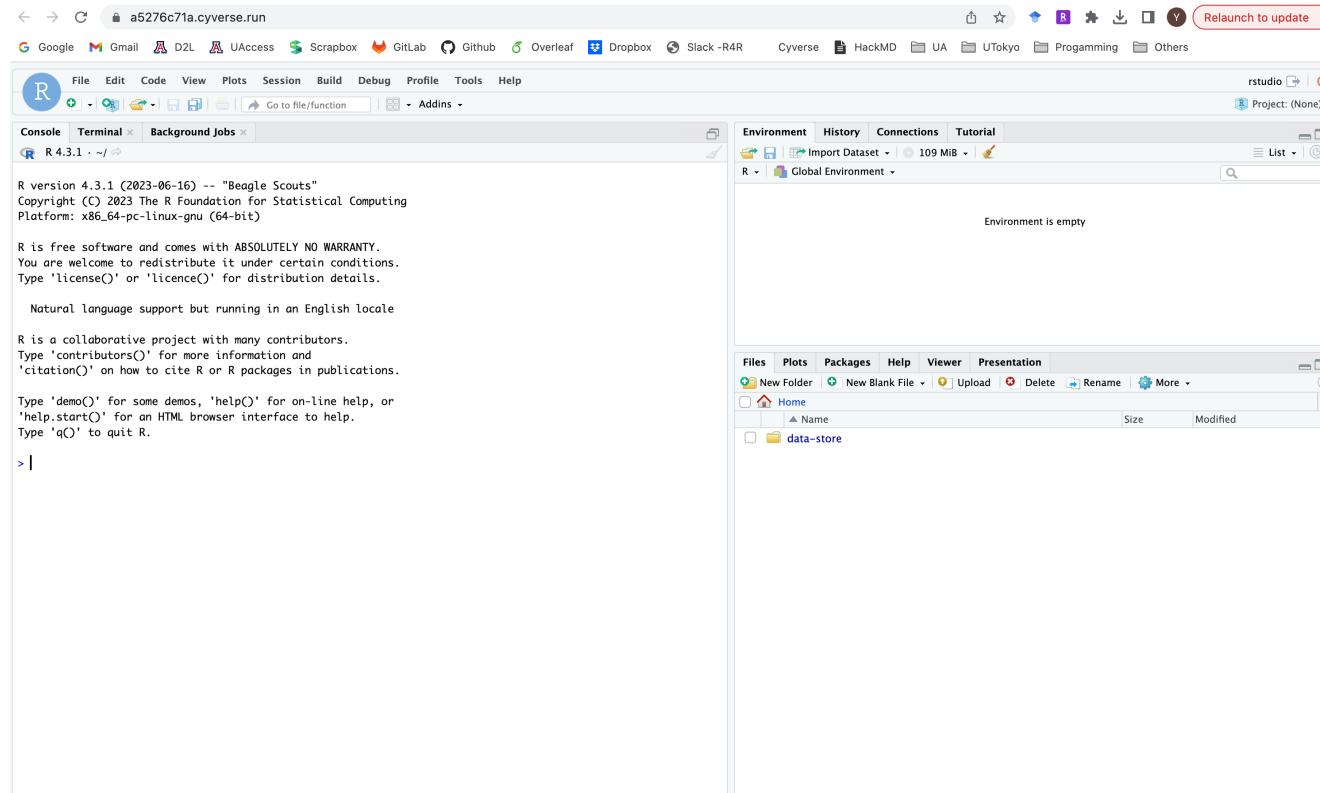 a5276c71a.cyverse.run
Y
Relaunch to update
Google Gmail D2L UAccess Scrapbox GitLab Github Overleaf Dropbox Slack -R4R Cyverse HackMD UA UTokyo Progamming Others
R
File Edit Code View Plots Session Build Debug Profile Tools Help
rstudio
Go to file/function
Addins
Project: (None)
Console Terminal Background Jobs
R 4.3.1 · ~/
R version 4.3.1 (2023-06-16) -- "Beagle Scouts"
Copyright (C) 2023 The R Foundation for Statistical Computing
Platform: x86_64-pc-linux-gnu (64-bit)
R is free software and comes with ABSOLUTELY NO WARRANTY.
You are welcome to redistribute it under certain conditions.
Type 'license()' or 'licence()' for distribution details.
Natural language support but running in an English locale
R is a collaborative project with many contributors.
Type 'contributors()' for more information and
'citation()' on how to cite R or R packages in publications.
Type 'demo()' for some demos, 'help()' for on-line help, or
'help.start()' for an HTML browser interface to help.
Type 'q()' to quit R.
>
Environment History Connections Tutorial
Import Dataset 109 MiB List
R Global Environment
Environment is empty
Files Plots Packages Help Viewer Presentation
New Folder New Blank File Upload Delete Rename More
Home
Name Size Modified
data-store